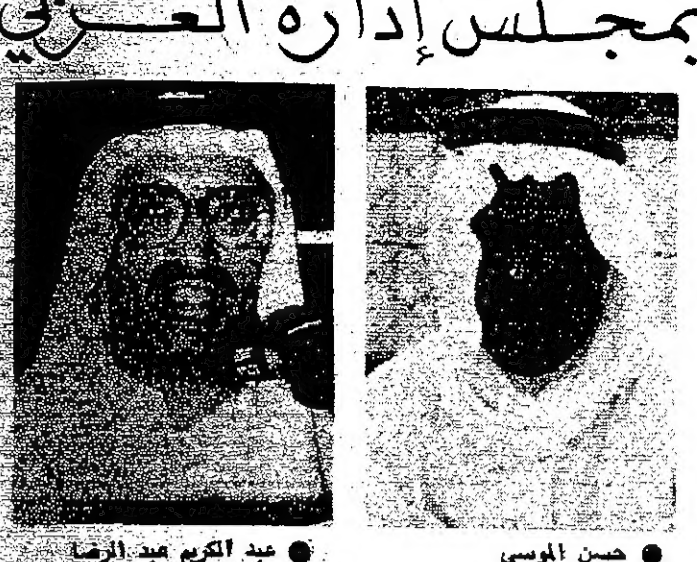 بمجلس إدارة العربي
● حسن الموسى
● عبد الكريم عبد الرضا